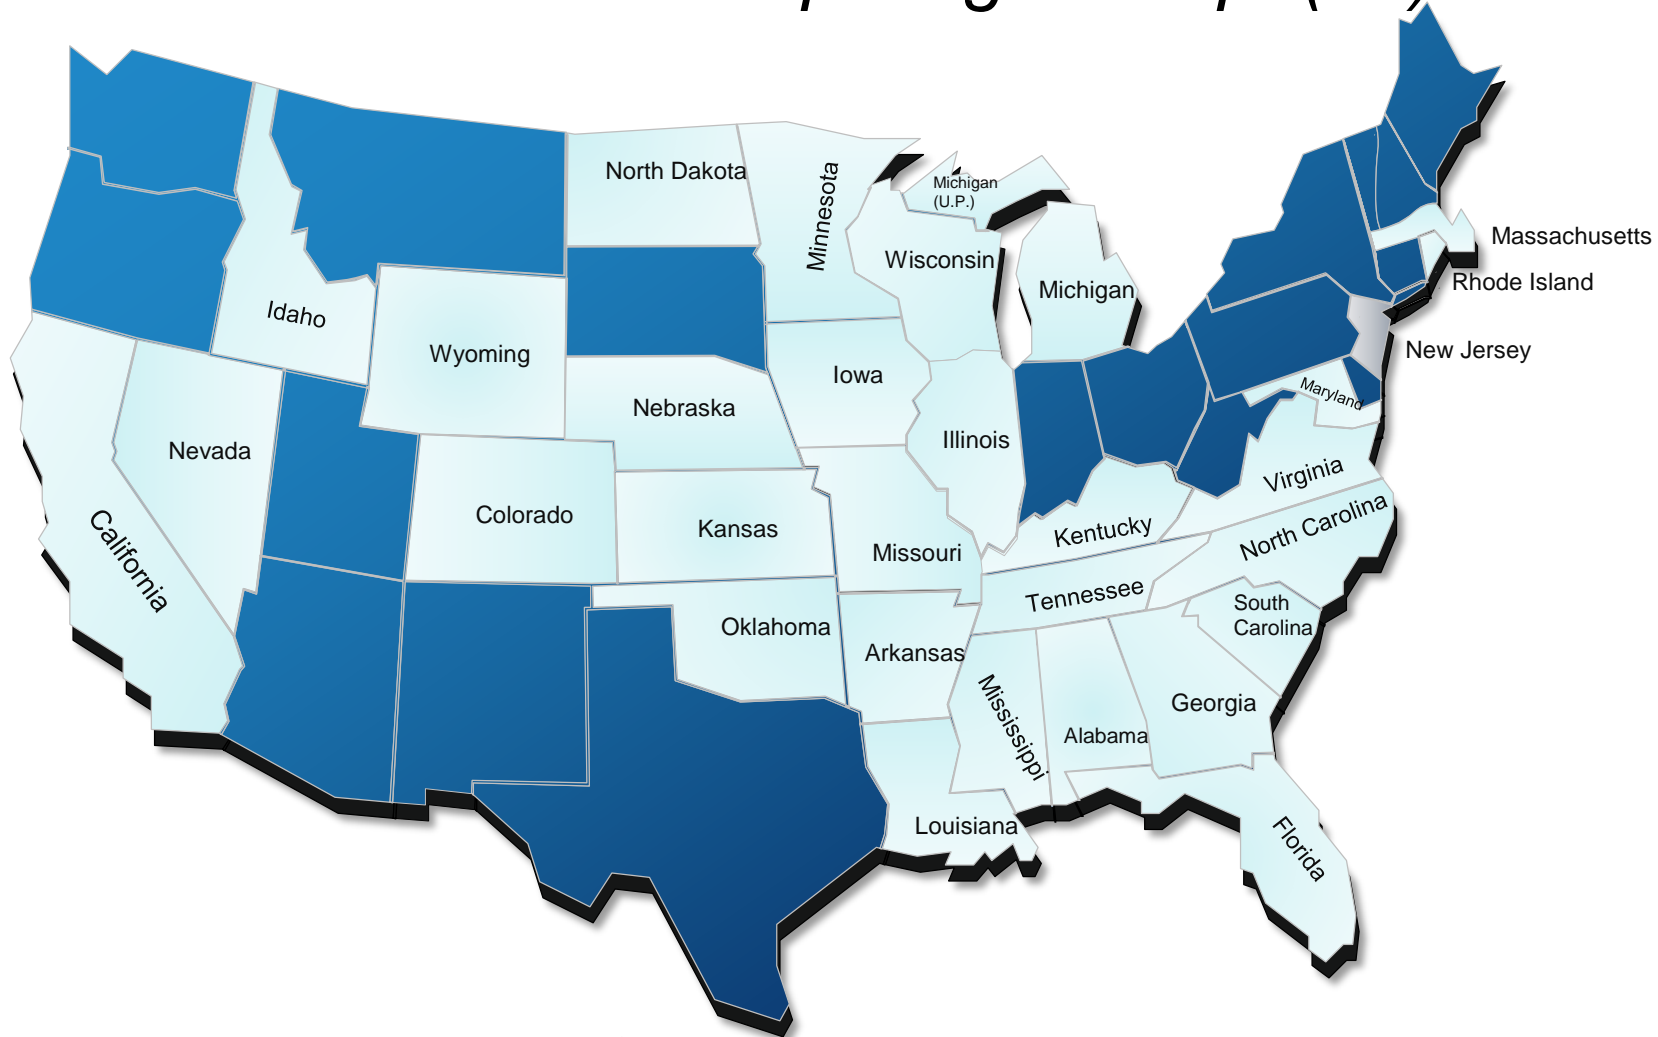 North Dakota
Minnesota
Michigan
(U.P.)
Wisconsin
Michigan
Massachusetts
Rhode Island
New Jersey
Idaho
Wyoming
Iowa
Nebraska
Maryland
Nevada
Illinois
Virginia
Colorado
Kansas
Kentucky
North Carolina
California
Missouri
Tennessee
South
Carolina
Oklahoma
Arkansas
Mississippi
Georgia
Alabama
Louisiana
Florida